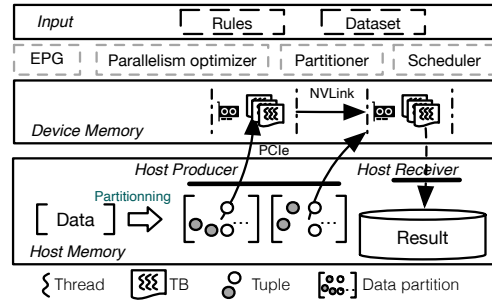 Input
Rules
Dataset
EPG
Parallelism optimizer
Partitioner
Scheduler
NVLink
Device Memory
PCIe
Host Producer
Host Receiver
Partitionning
Data
Result
Host Memory
Thread
TB
Tuple
Data partition